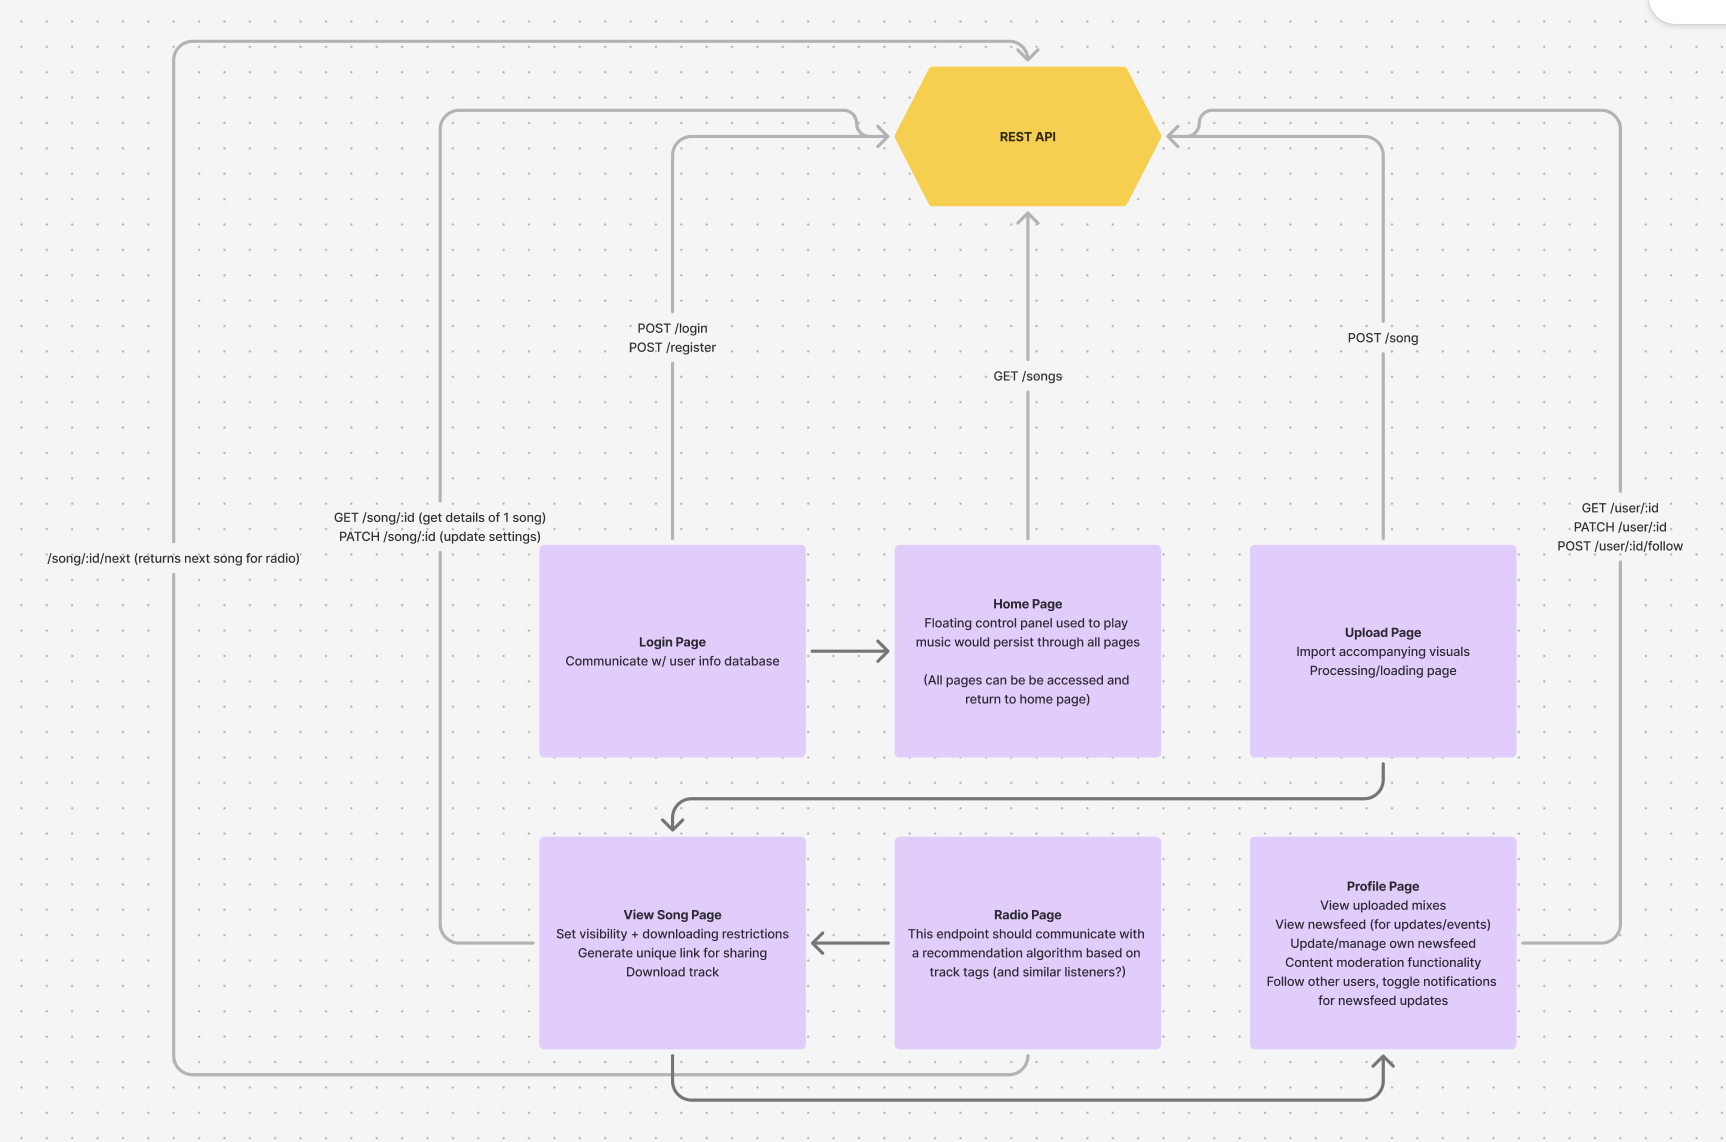 REST API
POST /login
POST /register
GET /songs
POST /song
GET /song/:id (get details of 1 song)
PATCH /song/:id (update settings)
/song/:id/next (returns next song for radio)
GET /user/:id
PATCH /user/:id
POST /user/:id/follow
Login Page
Communicate w/ user info database
Home Page
Floating control panel used to play
music would persist through all pages
(All pages can be be accessed and
return to home page)
Upload Page
Import accompanying visuals
Processing/loading page
View Song Page
Set visibility + downloading restrictions
Generate unique link for sharing
Download track
Radio Page
This endpoint should communicate with
a recommendation algorithm based on
track tags (and similar listeners?)
Profile Page
View uploaded mixes
View newsfeed (for updates/events)
Update/manage own newsfeed
Content moderation functionality
Follow other users, toggle notifications
for newsfeed updates